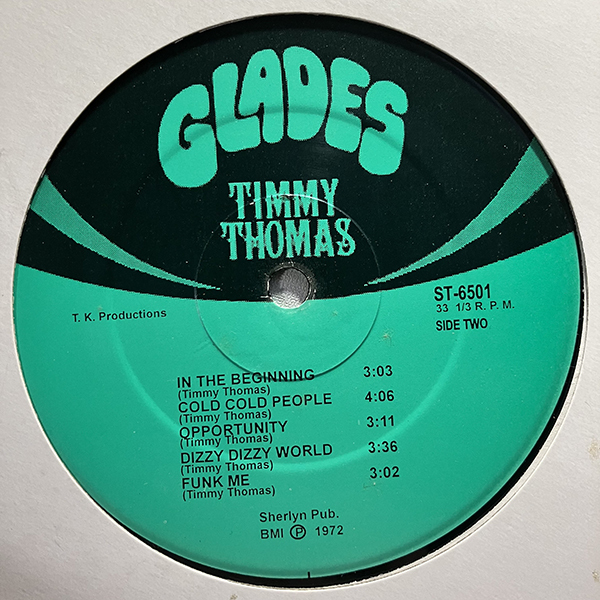 GLADES
TIMMY
THOMAS
ST-6501
33 1/3 R. P. M.
SIDE TWO
T. K. Productions
IN THE BEGINNING 3:03
(Timmy Thomas)
COLD COLD PEOPLE 4:06
(Timmy Thomas)
OPPORTUNITY 3:11
(Timmy Thomas)
DIZZY DIZZY WORLD 3:36
(Timmy Thomas)
FUNK ME 3:02
(Timmy Thomas)
Sherlyn Pub.
BMI Ⓟ 1972